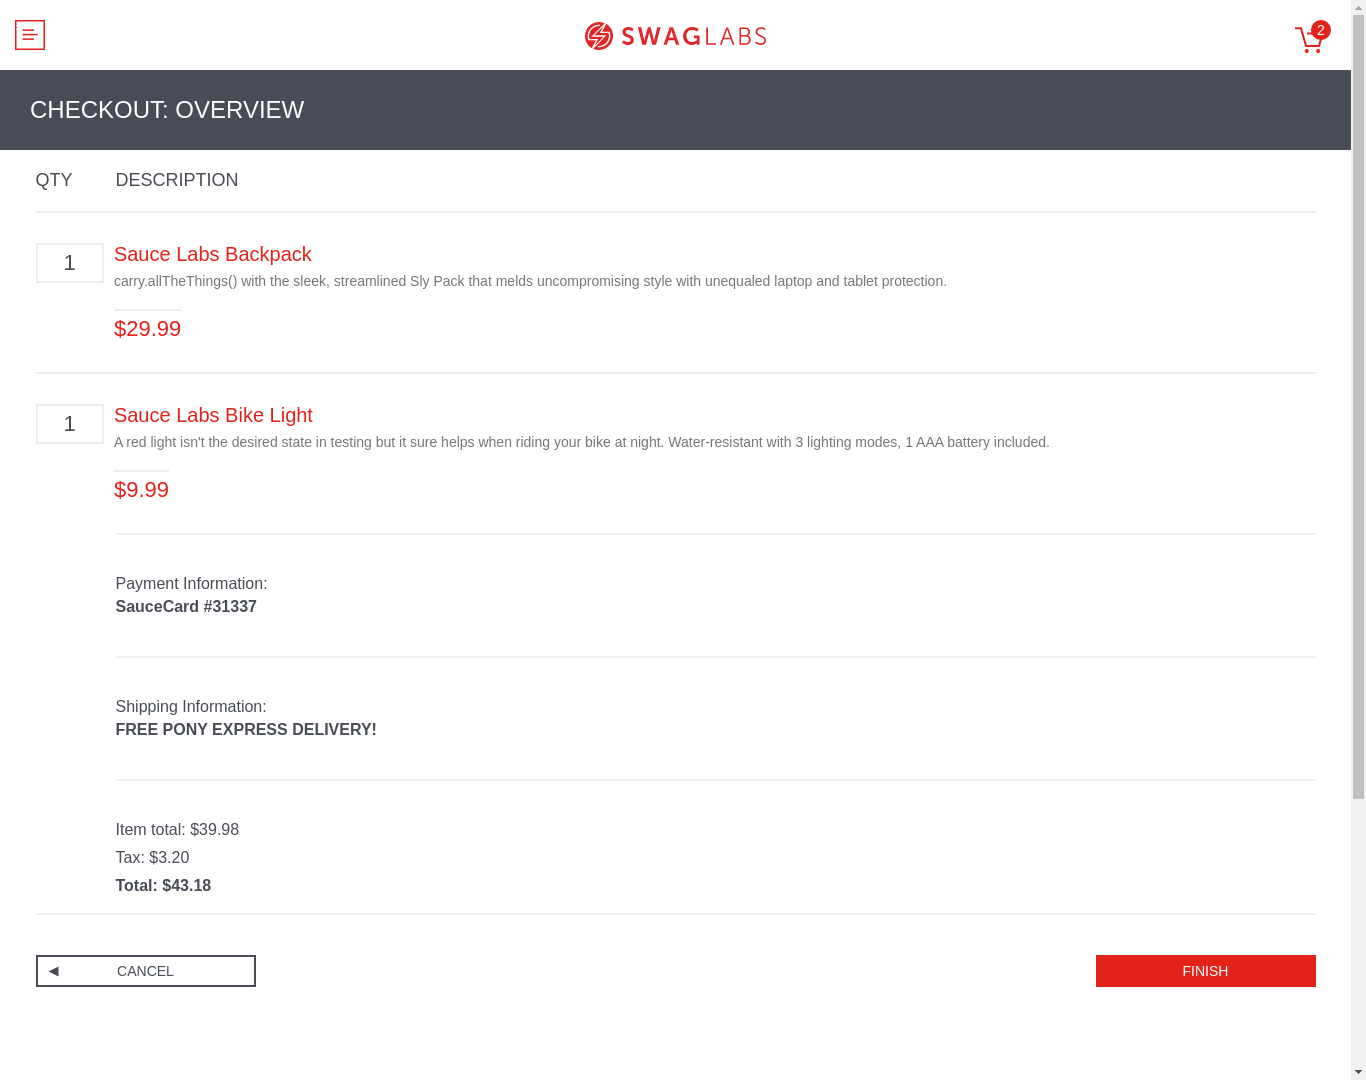 SWAGLABS
2
CHECKOUT: OVERVIEW
QTY DESCRIPTION
1
Sauce Labs Backpack
carry.allTheThings() with the sleek, streamlined Sly Pack that melds uncompromising style with unequaled laptop and tablet protection.
$29.99
1
Sauce Labs Bike Light
A red light isn't the desired state in testing but it sure helps when riding your bike at night. Water-resistant with 3 lighting modes, 1 AAA battery included.
$9.99
Payment Information:
SauceCard #31337
Shipping Information:
FREE PONY EXPRESS DELIVERY!
Item total: $39.98
Tax: $3.20
Total: $43.18
CANCEL
FINISH